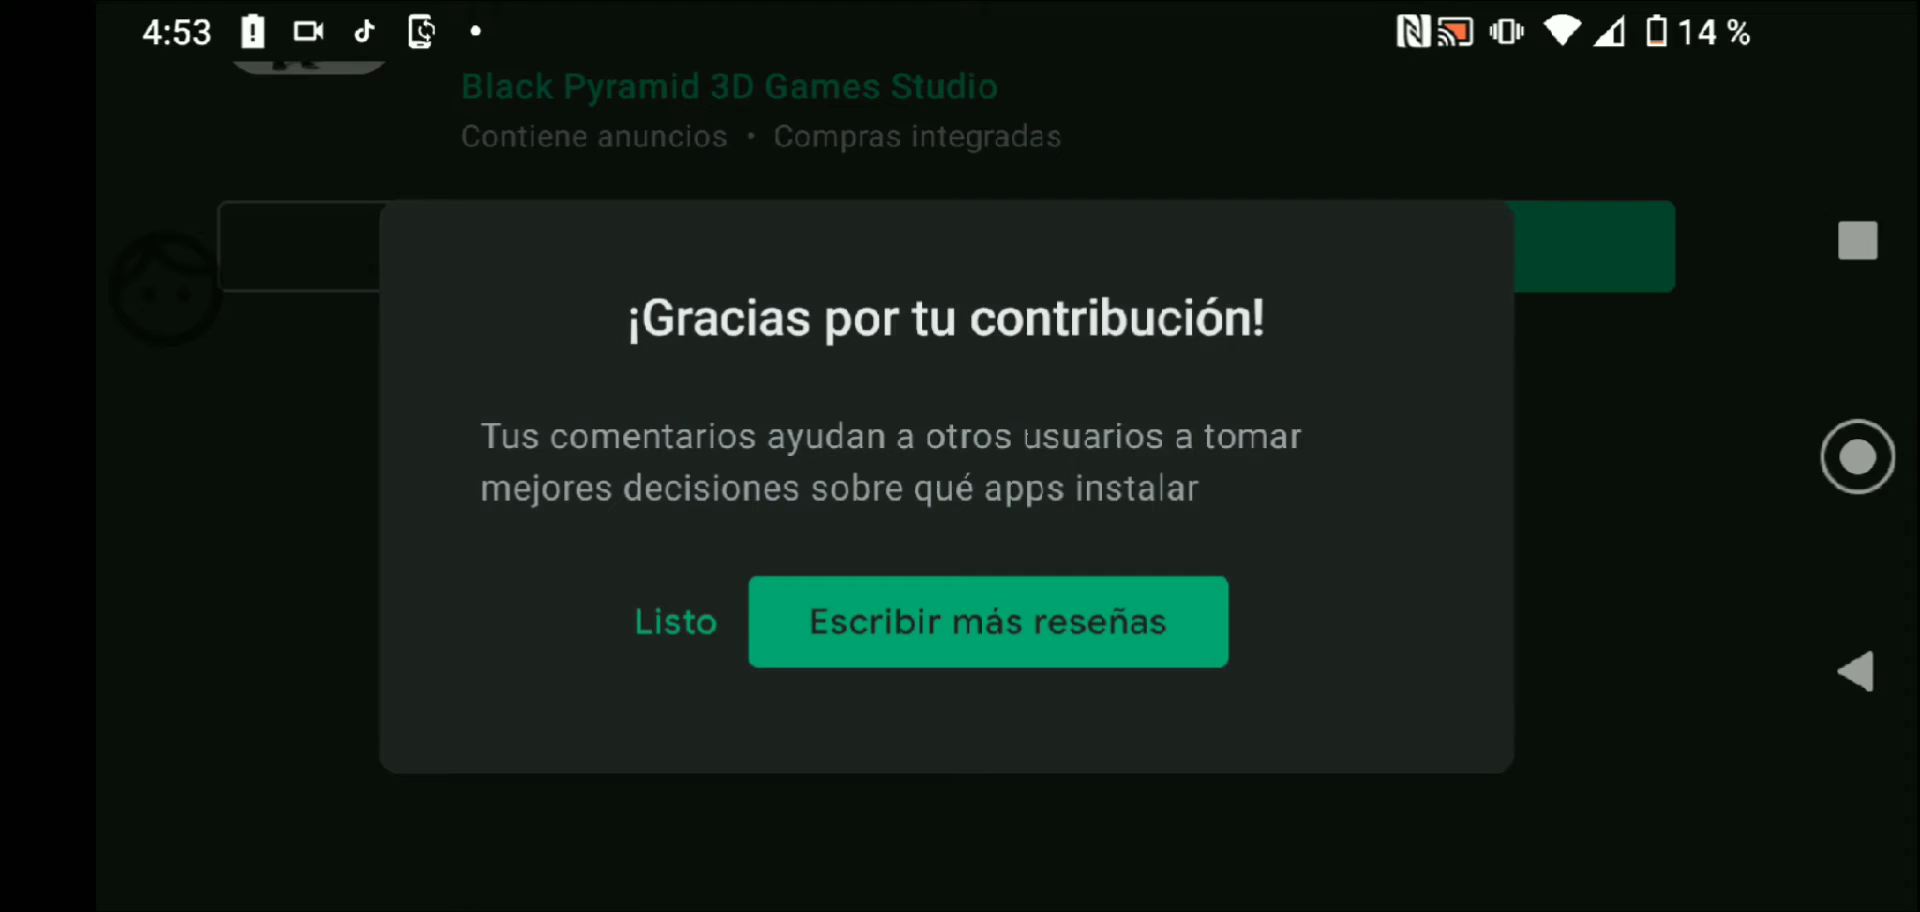 4:53
14 %
Black Pyramid 3D Games Studio
Contiene anuncios • Compras integradas
¡Gracias por tu contribución!
Tus comentarios ayudan a otros usuarios a tomar
mejores decisiones sobre qué apps instalar
Listo
Escribir más reseñas